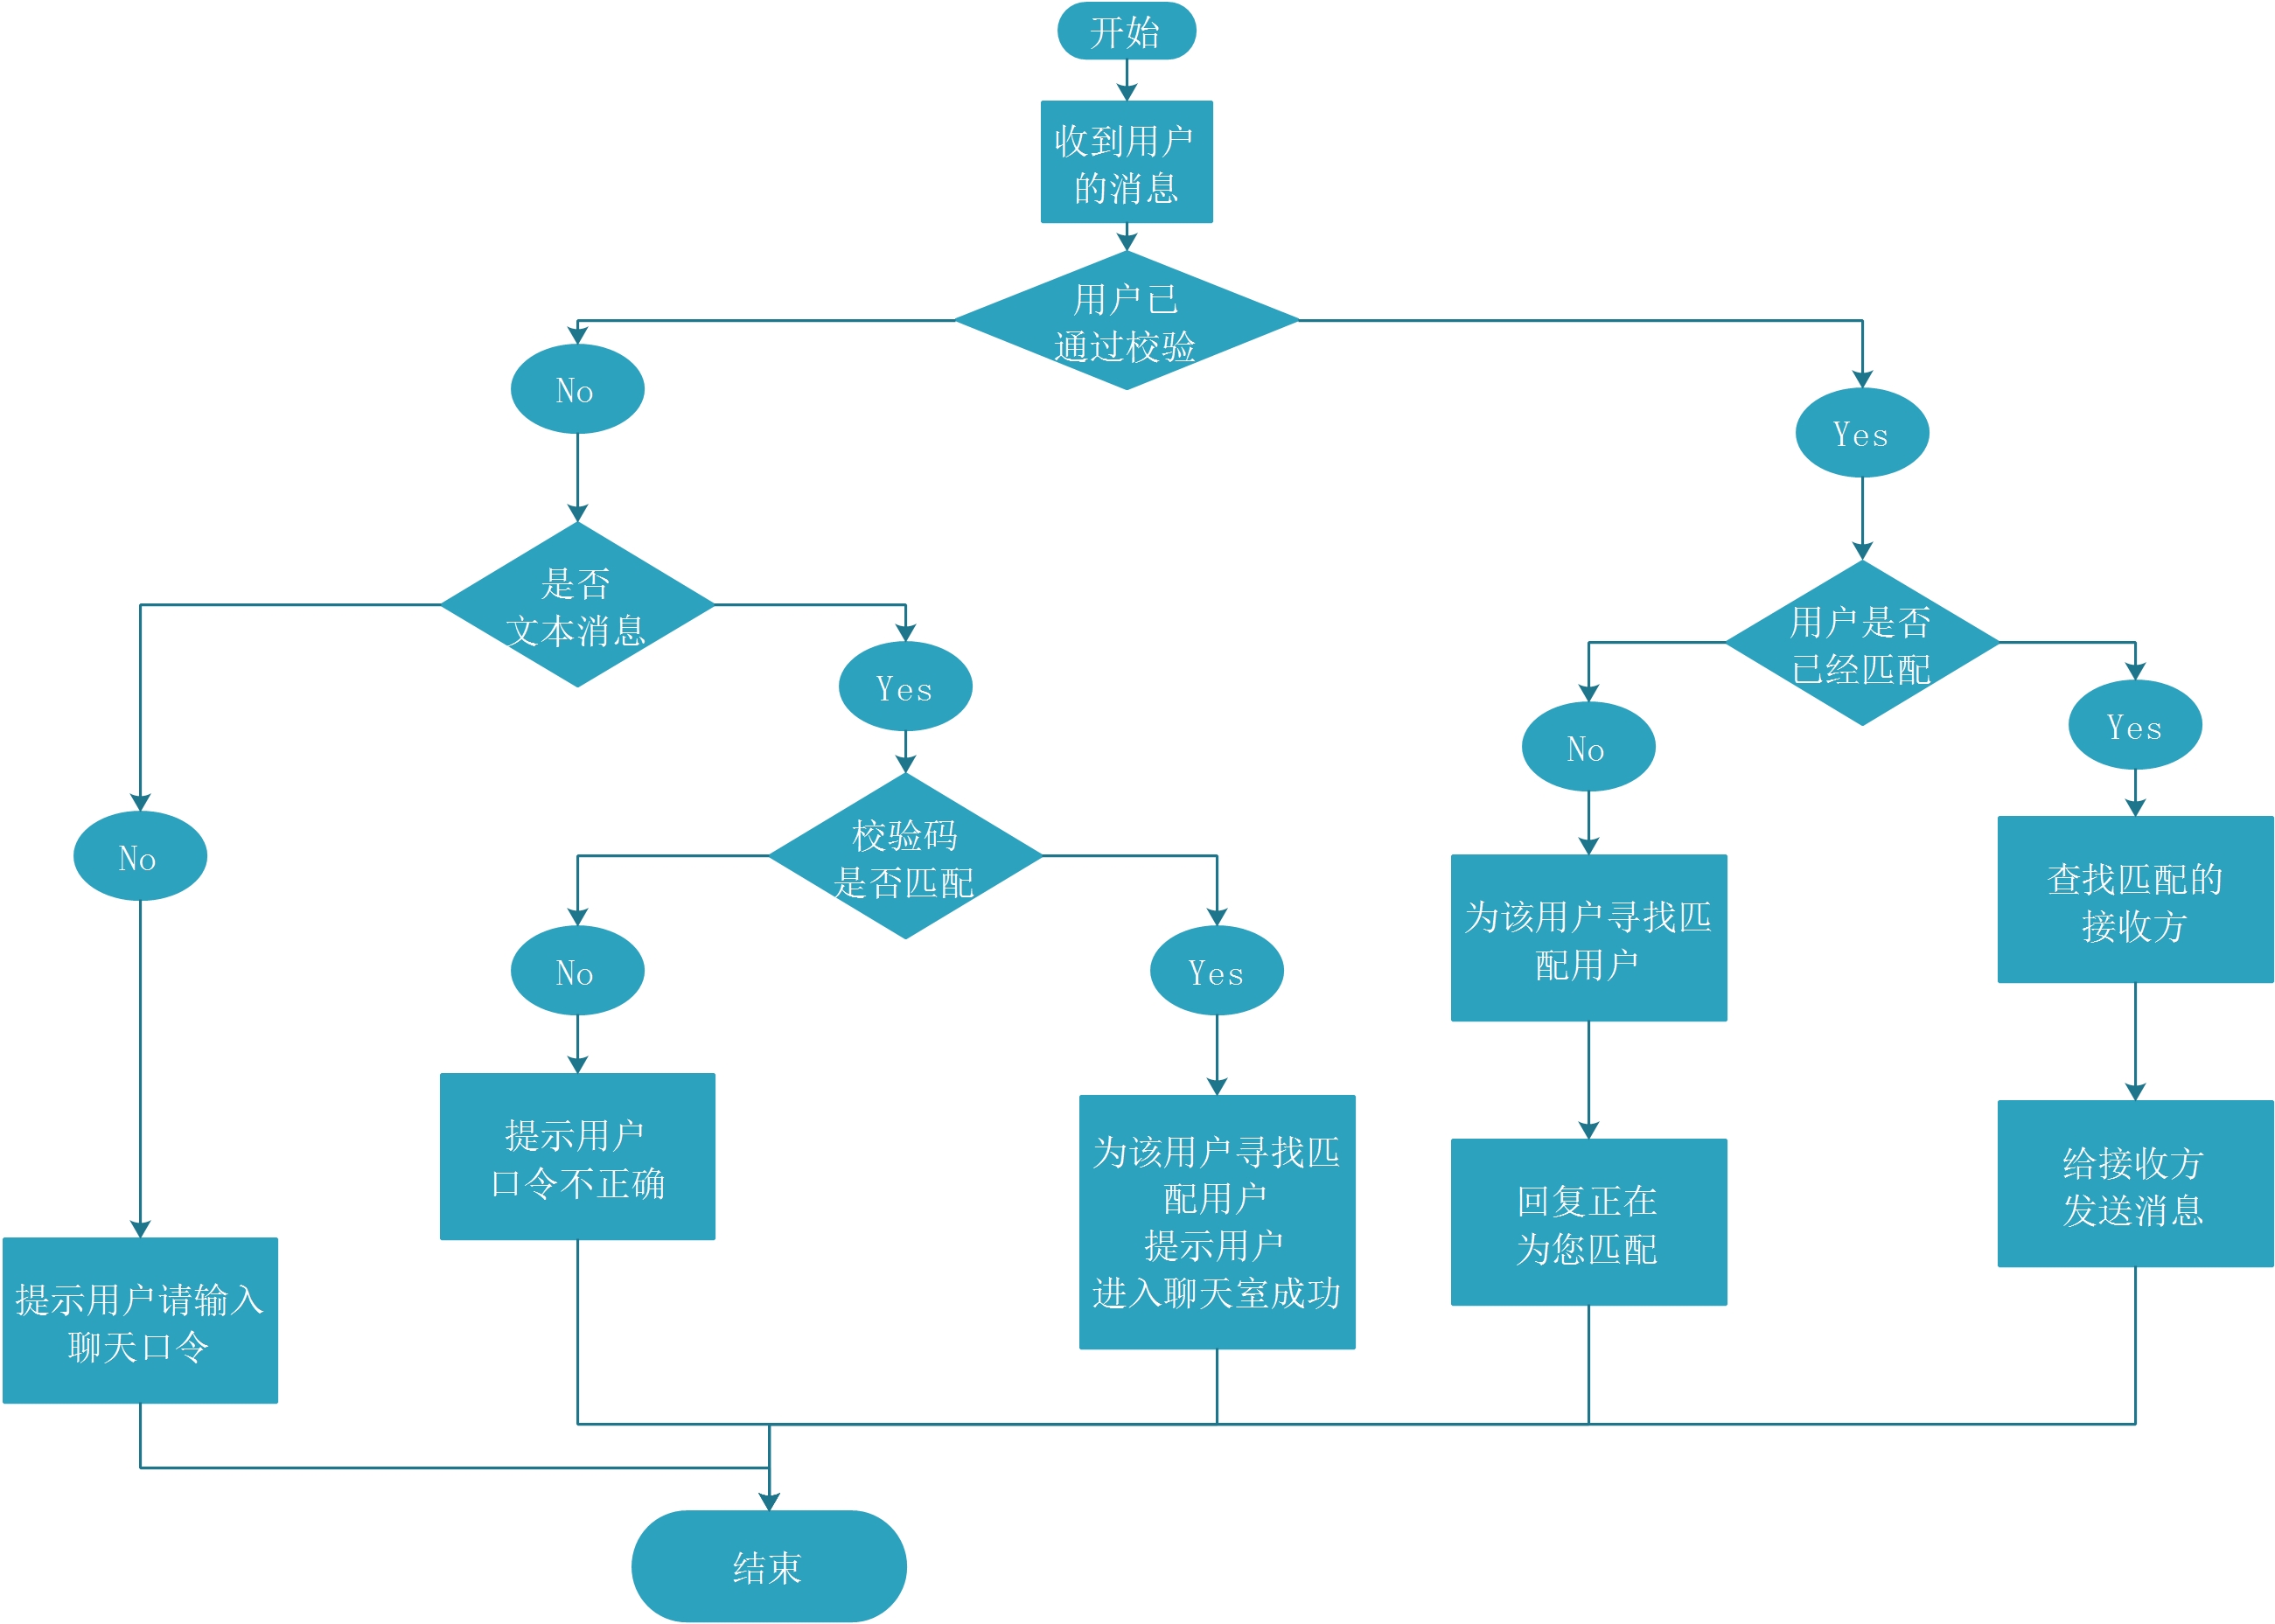 开始
收到用户
的消息
用户已
通过校验
No
Yes
是否
文本消息
用户是否
已经匹配
Yes
No
Yes
No
校验码
是否匹配
No
Yes
为该用户寻找匹
配用户
查找匹配的
接收方
提示用户
口令不正确
为该用户寻找匹
配用户
提示用户
进入聊天室成功
回复正在
为您匹配
给接收方
发送消息
提示用户请输入
聊天口令
结束